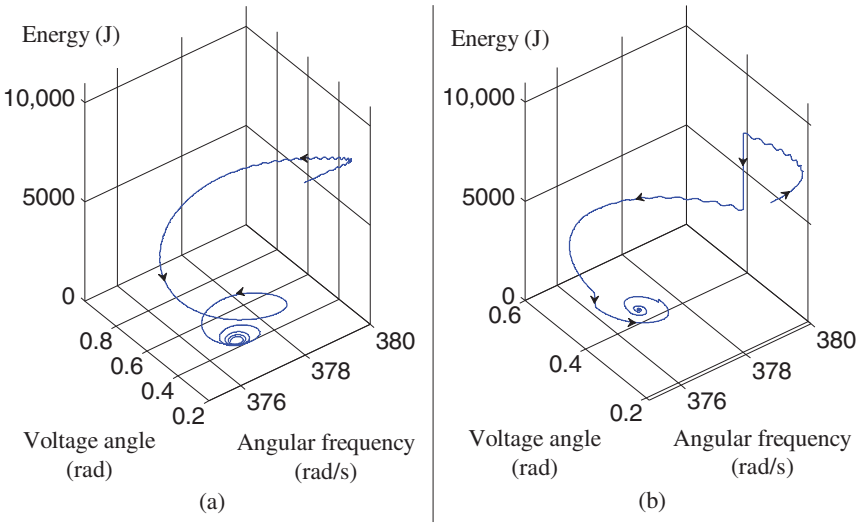 Energy (J)
10,000
5000
0
0.8
0.6
0.4
0.2
376
378
380
Voltage angle
(rad)
Angular frequency
(rad/s)
(a)
Energy (J)
10,000
5000
0
0.6
0.4
0.2
376
378
380
Voltage angle
(rad)
Angular frequency
(rad/s)
(b)